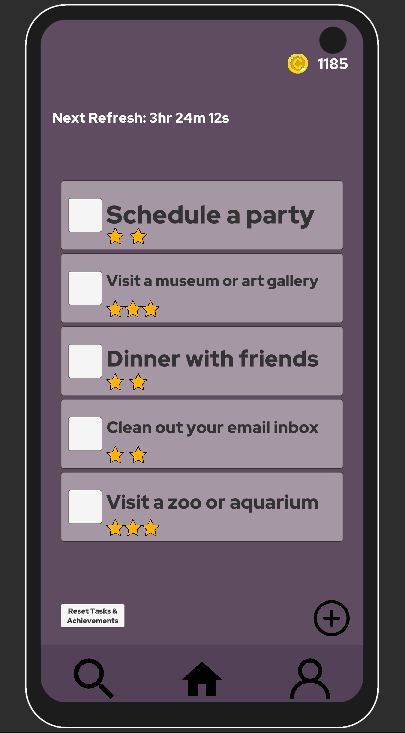 1185
Next Refresh: 3hr 24m 12s
Schedule a party
Visit a museum or art gallery
Dinner with friends
Clean out your email inbox
Visit a zoo or aquarium
Reset Tasks &
Achievements